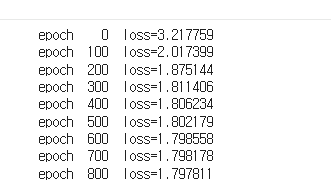 epoch 0 loss=3.217759
epoch 100 loss=2.017399
epoch 200 loss=1.875144
epoch 300 loss=1.811406
epoch 400 loss=1.806234
epoch 500 loss=1.802179
epoch 600 loss=1.798558
epoch 700 loss=1.798178
epoch 800 loss=1.797811